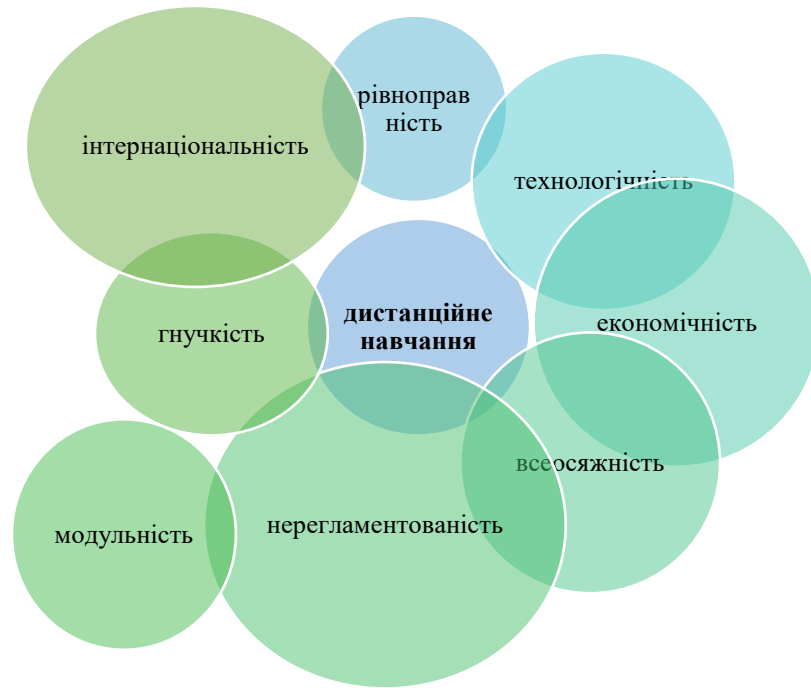 рівноправ
ність
інтернаціональність
технологічність
гнучкість
дистанційне
навчання
економічність
всеосяжність
модульність
нерегламентованість